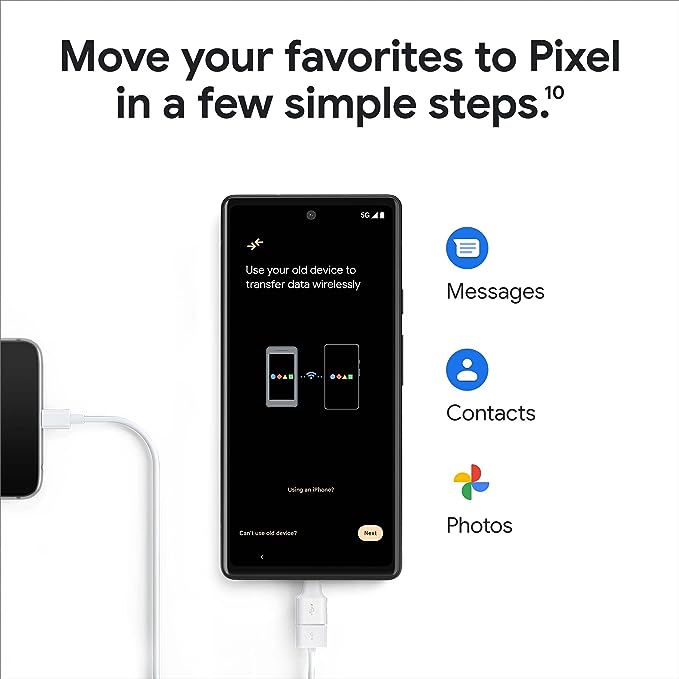 Move your favorites to Pixel
in a few simple steps.¹⁰
5G
Use your old device to
transfer data wirelessly
Using an iPhone?
Can't use old device?
Next
Messages
Contacts
Photos